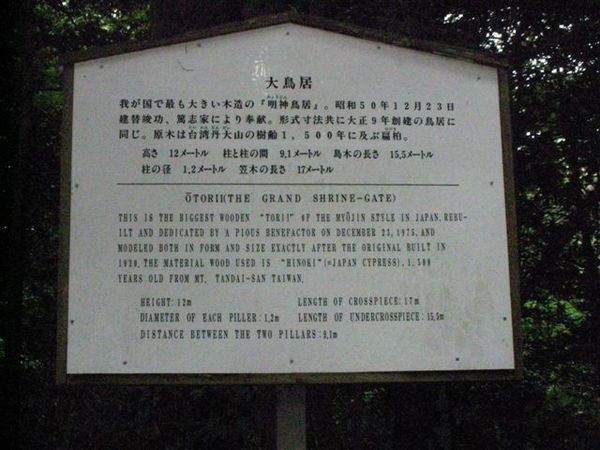 大鳥居
我が国で最も大きい木造の『明神鳥居』。昭和50年12月23日
建替竣功、篤志家により奉献。形式寸法共に大正9年創建の鳥居に
同じ。原木は台湾丹大山の樹齢1,500年に及ぶ扁柏。
高さ 12メートル 柱と柱の間 9,1メートル 島木の長さ 15,5メートル
柱の径 1,2メートル 笠木の長さ 17メートル
ŌTORII(THE GRAND SHRINE-GATE)
THIS IS THE BIGGEST WOODEN "TORII" OF THE MYŌJIN STYLE IN JAPAN, REBU-
ILT AND DEDICATED BY A PIOUS BENEFACTOR ON DECEMBER 23,1975, AND
MODELED BOTH IN FORM AND SIZE EXACTLY AFTER THE ORIGINAL BUILT IN
1920, THE MATERIAL WOOD USED IS "HINOKI"(=JAPAN CYPRESS), 1,500
YEARS OLD FROM MT. TANDAI-SAN TAIWAN.
HEIGHT:12m LENGTH OF CROSSPIECE:17m
DIAMETER OF EACH PILLER:1,2m LENGTH OF UNDERCROSSPIECE:15,5m
DISTANCE BETWEEN THE TWO PILLARS:9,1m